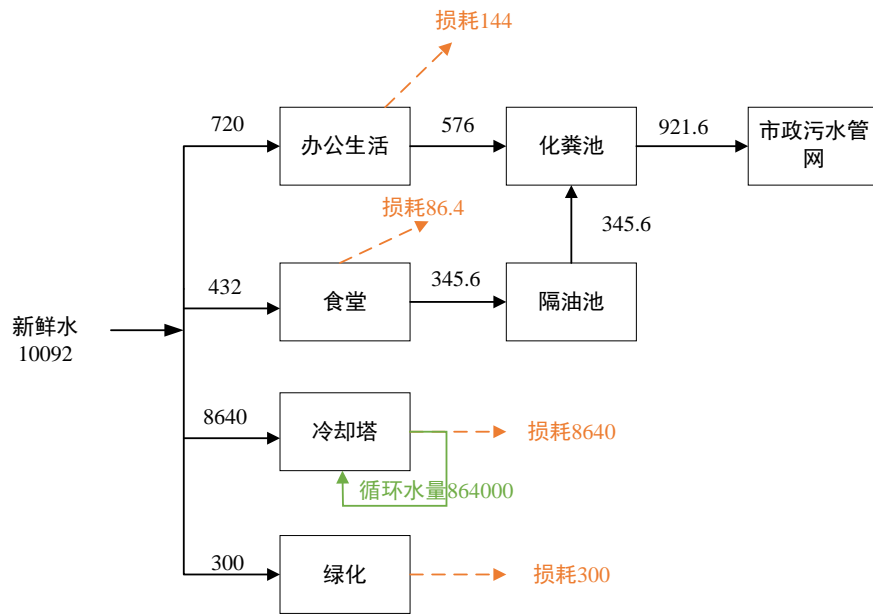 损耗144
720
办公生活
576
化粪池
921.6
市政污水管
网
损耗86.4
345.6
432
食堂
345.6
隔油池
新鲜水
10092
8640
冷却塔
损耗8640
循环水量864000
300
绿化
损耗300